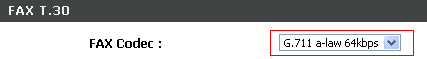 FAX T.30
FAX Codec : G.711 a-law 64kbps